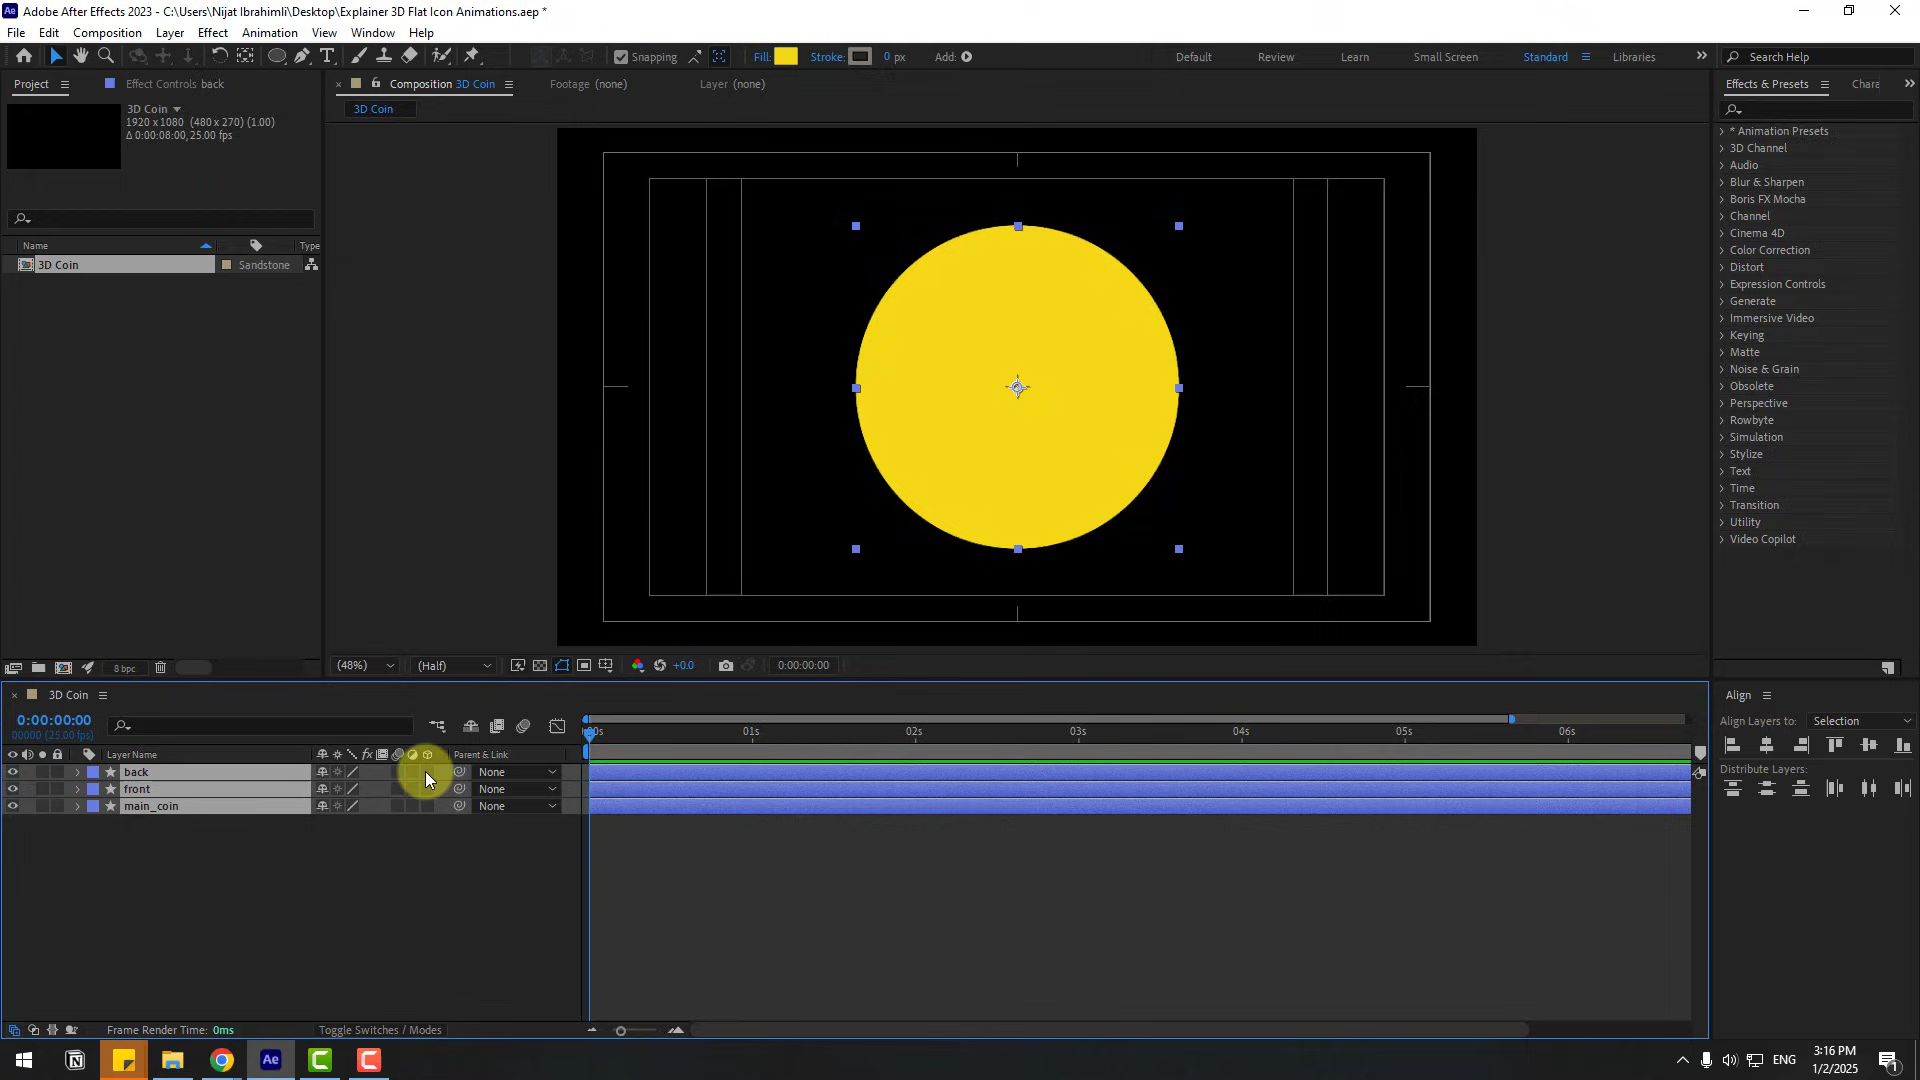 Adobe After Effects 2023 - C:\Users\Nijat Ibrahimli\Desktop\Explainer 3D Flat Icon Animations.aep *
File Edit Composition Layer Effect Animation View Window Help
Snapping Fill: Stroke: 0 px Add: Default Review Learn Small Screen Standard Libraries Search Help
Project Effect Controls back Composition 3D Coin Footage (none) Layer (none) Effects & Presets Chara
3D Coin
1920 x 1080 (480 x 270) (1.00)
Δ 0:00:08:00, 25.00 fps
3D Coin
* Animation Presets
3D Channel
Audio
Blur & Sharpen
Boris FX Mocha
Channel
Cinema 4D
Color Correction
Distort
Expression Controls
Generate
Immersive Video
Keying
Matte
Noise & Grain
Obsolete
Perspective
Rowbyte
Simulation
Stylize
Text
Time
Transition
Utility
Video Copilot
Name Type
3D Coin Sandstone
8 bpc (48%) (Half) +0.0 0:00:00:00
3D Coin
0:00:00:00
00000 (25.00 fps)
00s 01s 02s 03s 04s 05s 06s
Layer Name fx Parent & Link
back None
front None
main_coin None
Align
Align Layers to: Selection
Distribute Layers:
Frame Render Time: 0ms Toggle Switches / Modes
Ae ENG 3:16 PM
1/2/2025
1